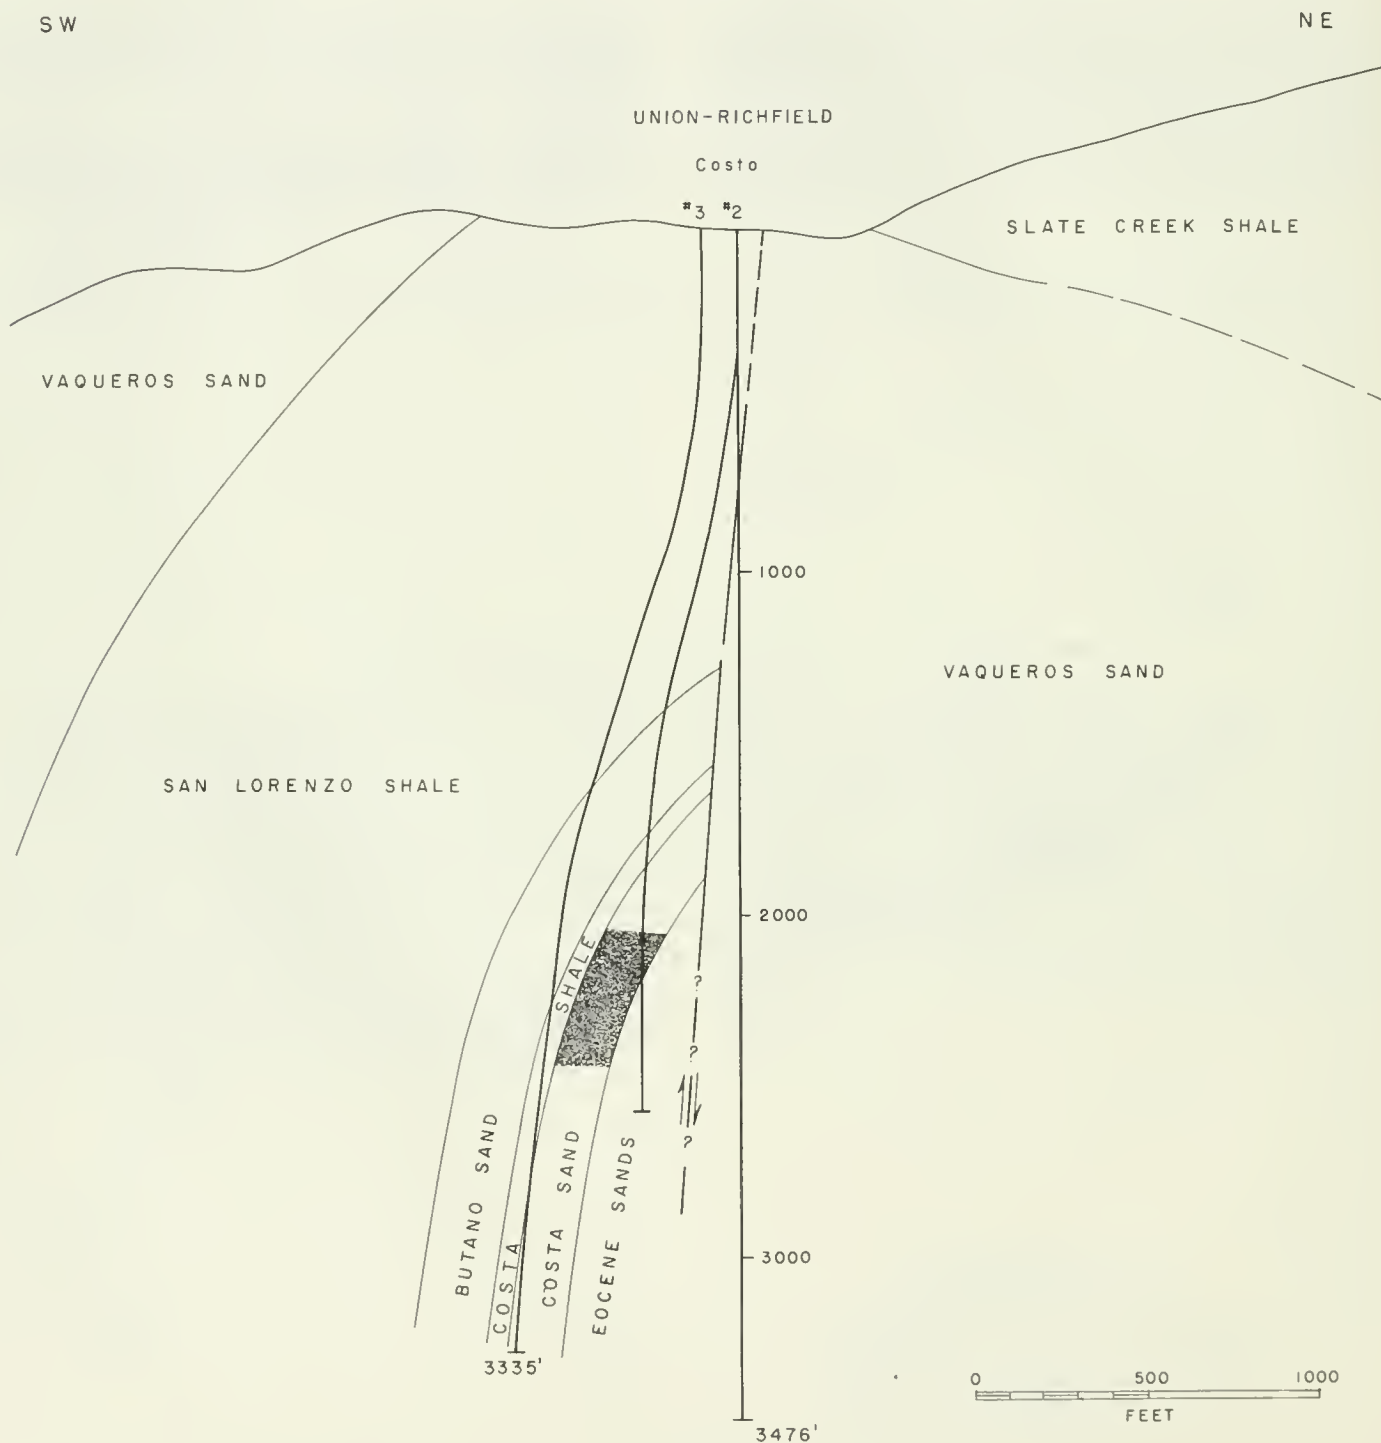 SW
NE
UNION-RICHFIELD
Costo
#3 #2
SLATE CREEK SHALE
VAQUEROS SAND
1000
VAQUEROS SAND
SAN LORENZO SHALE
2000
SHALE
?
?
?
BUTANO SAND
COSTA
COSTA SAND
EOCENE SANDS
3000
3335'
3476'
0 500 1000
FEET